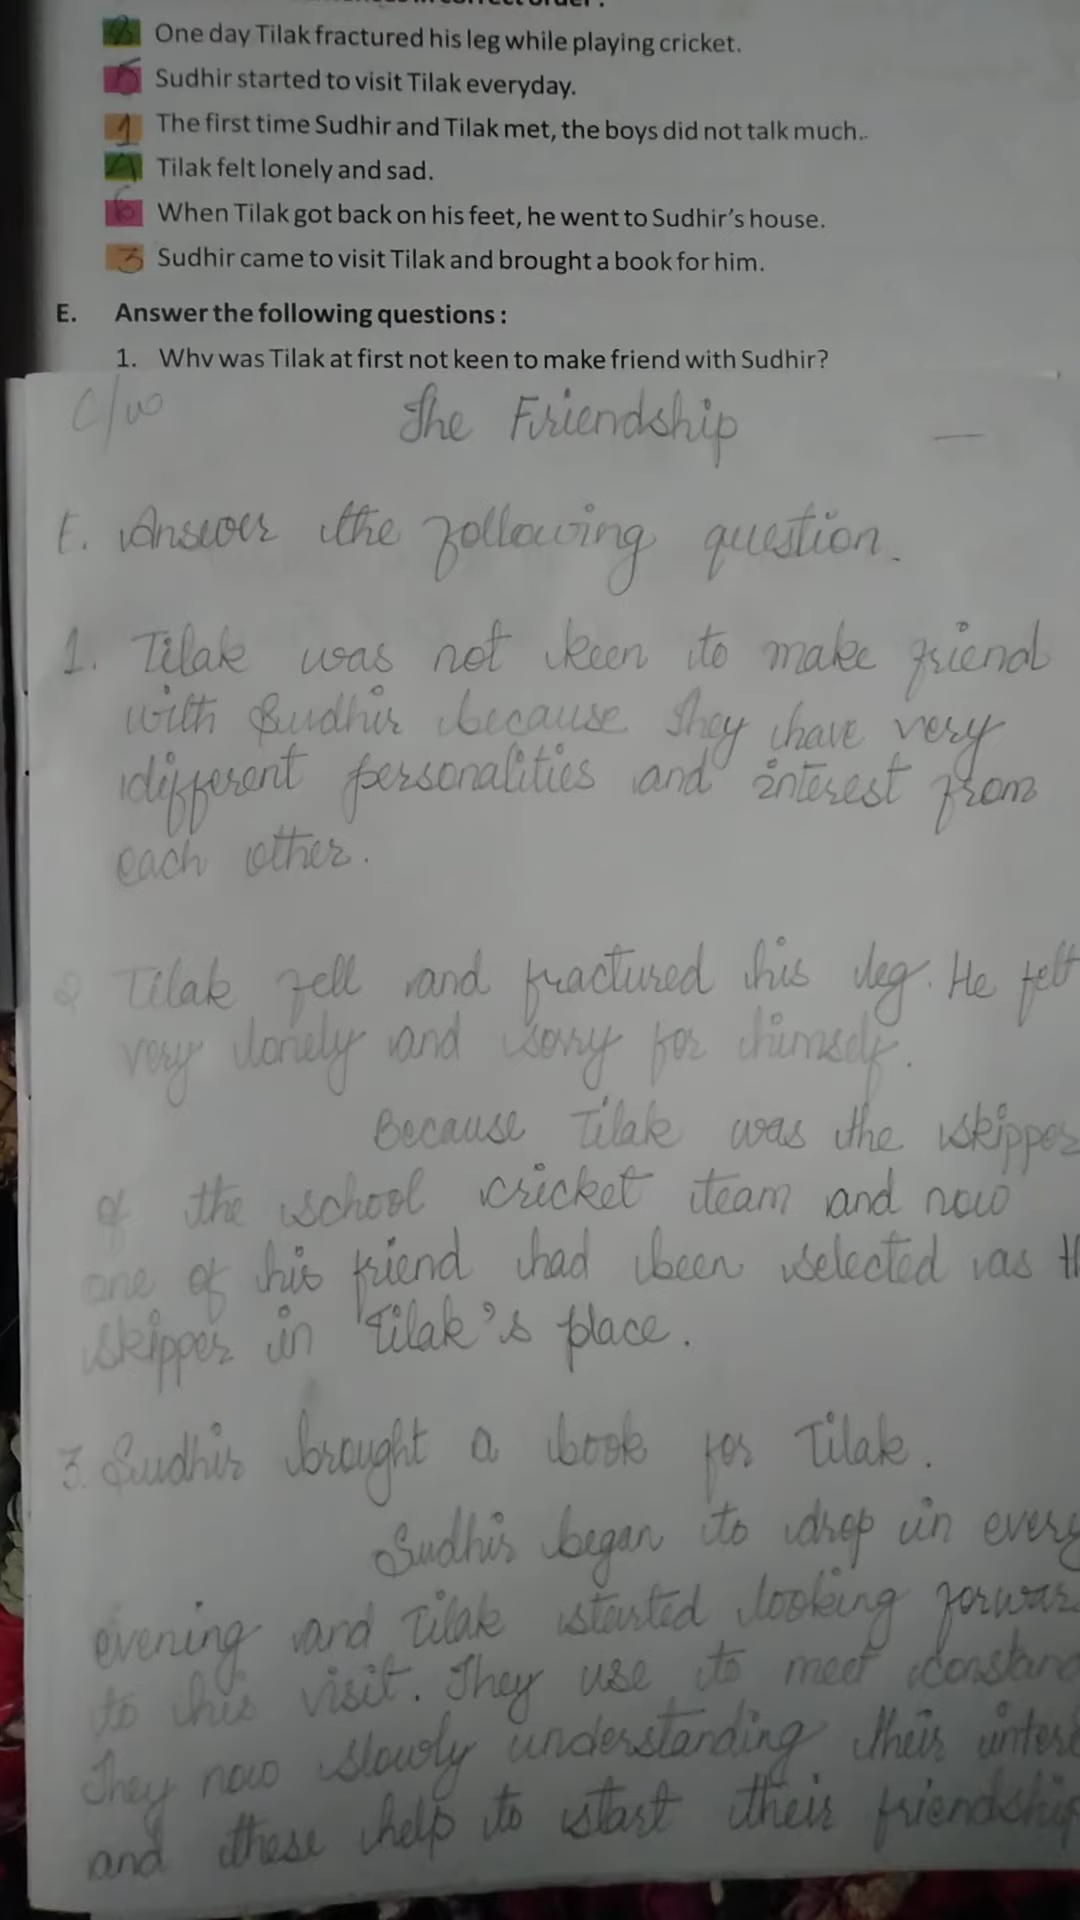 One day Tilak fractured his leg while playing cricket.
5 Sudhir started to visit Tilak everyday.
1 The first time Sudhir and Tilak met, the boys did not talk much.
4 Tilak felt lonely and sad.
6 When Tilak got back on his feet, he went to Sudhir's house.
3 Sudhir came to visit Tilak and brought a book for him.
E. Answer the following questions :
1. Why was Tilak at first not keen to make friend with Sudhir?
C/W The Friendship
E. Answer the following question.
1. Tilak was not keen to make friend
with Sudhir because they have very
different personalities and interest from
each other.
2 Tilak fell and fractured his leg. He felt
very lonely and sorry for himself.
Because Tilak was the skipper
of the school cricket team and now
one of his friend had been selected as
skipper in Tilak's place.
3. Sudhir brought a book for Tilak.
Sudhir began to drop in every
evening and Tilak started looking
to his visit. They use to meet
They now slowly understanding their
and these help to start their friendship